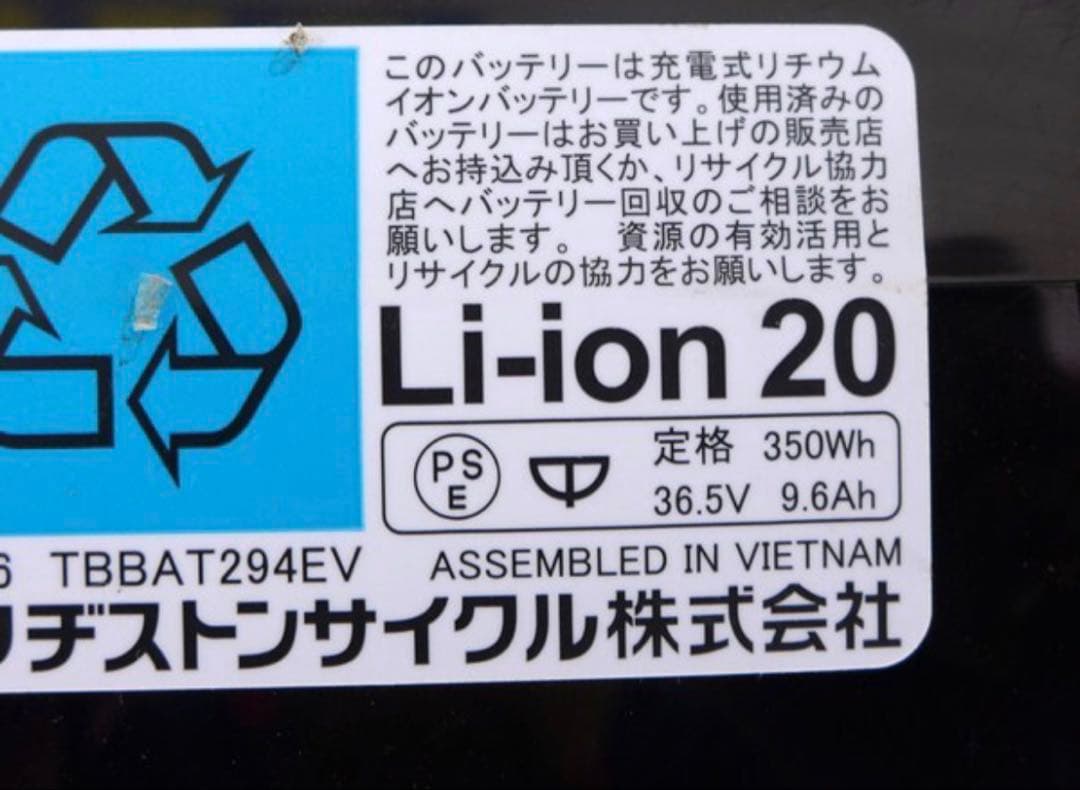 このバッテリーは充電式リチウム
イオンバッテリーです。使用済みの
バッテリーはお買い上げの販売店
へお持込み頂くか、リサイクル協力
店へバッテリー回収のご相談をお
願いします。 資源の有効活用と
リサイクルの協力をお願いします。
Li-ion 20
PSE 定格 350Wh
36.5V 9.6Ah
6 TBBAT294EV ASSEMBLED IN VIETNAM
リヂストンサイクル株式会社